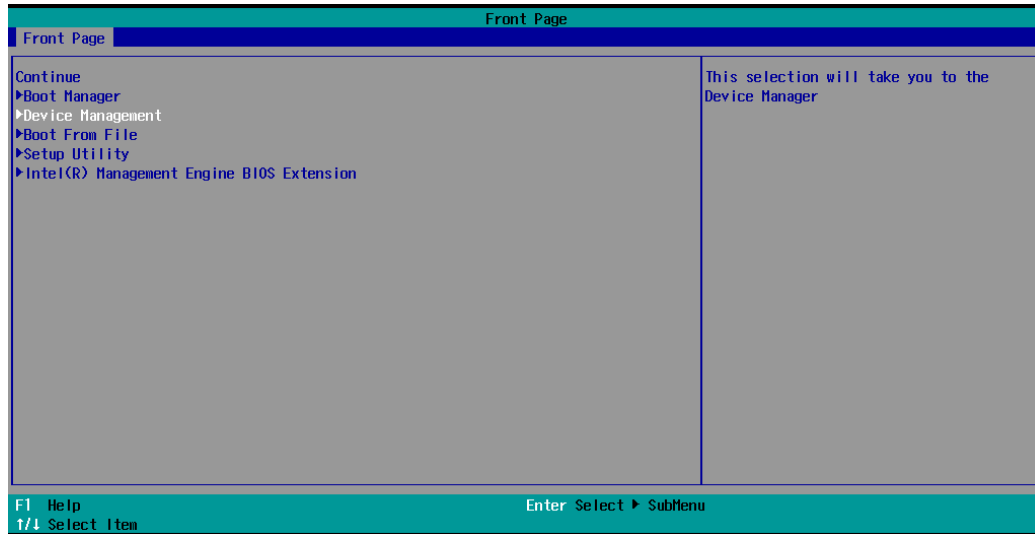 Front Page
Front Page
Continue
▶Boot Manager
▶Device Management
▶Boot From File
▶Setup Utility
▶Intel(R) Management Engine BIOS Extension
This selection will take you to the
Device Manager
F1 Help
↑/↓ Select Item
Enter Select ▶ SubMenu